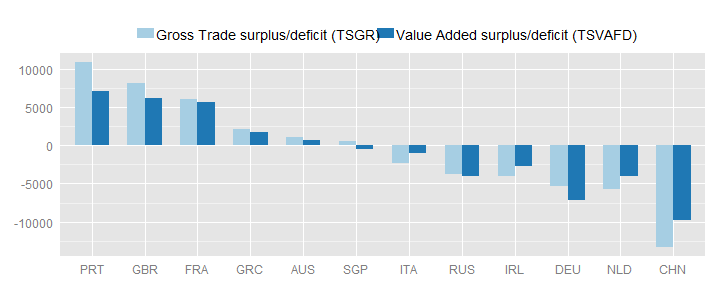 Gross Trade surplus/deficit (TSGR) Value Added surplus/deficit (TSVAFD)
10000
5000
0
-5000
-10000
PRT GBR FRA GRC AUS SGP ITA RUS IRL DEU NLD CHN